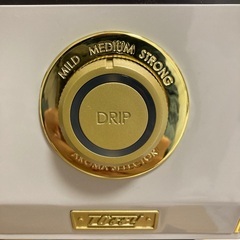 MILD MEDIUM STRONG
DRIP
AROMA SELECTOR